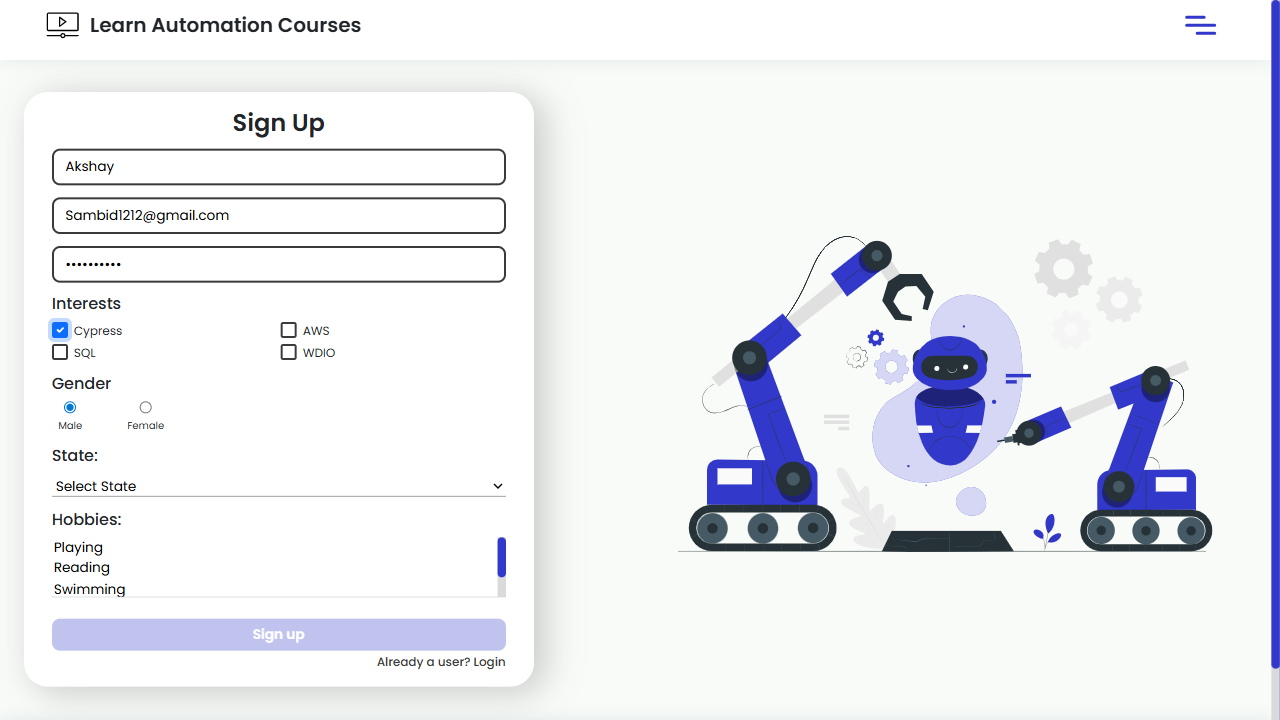 Learn Automation Courses
Sign Up
Akshay
Sambid1212@gmail.com
••••••••••
Interests
Cypress AWS
SQL WDIO
Gender
Male Female
State:
Select State
Hobbies:
Playing
Reading
Swimming
Sign up
Already a user? Login